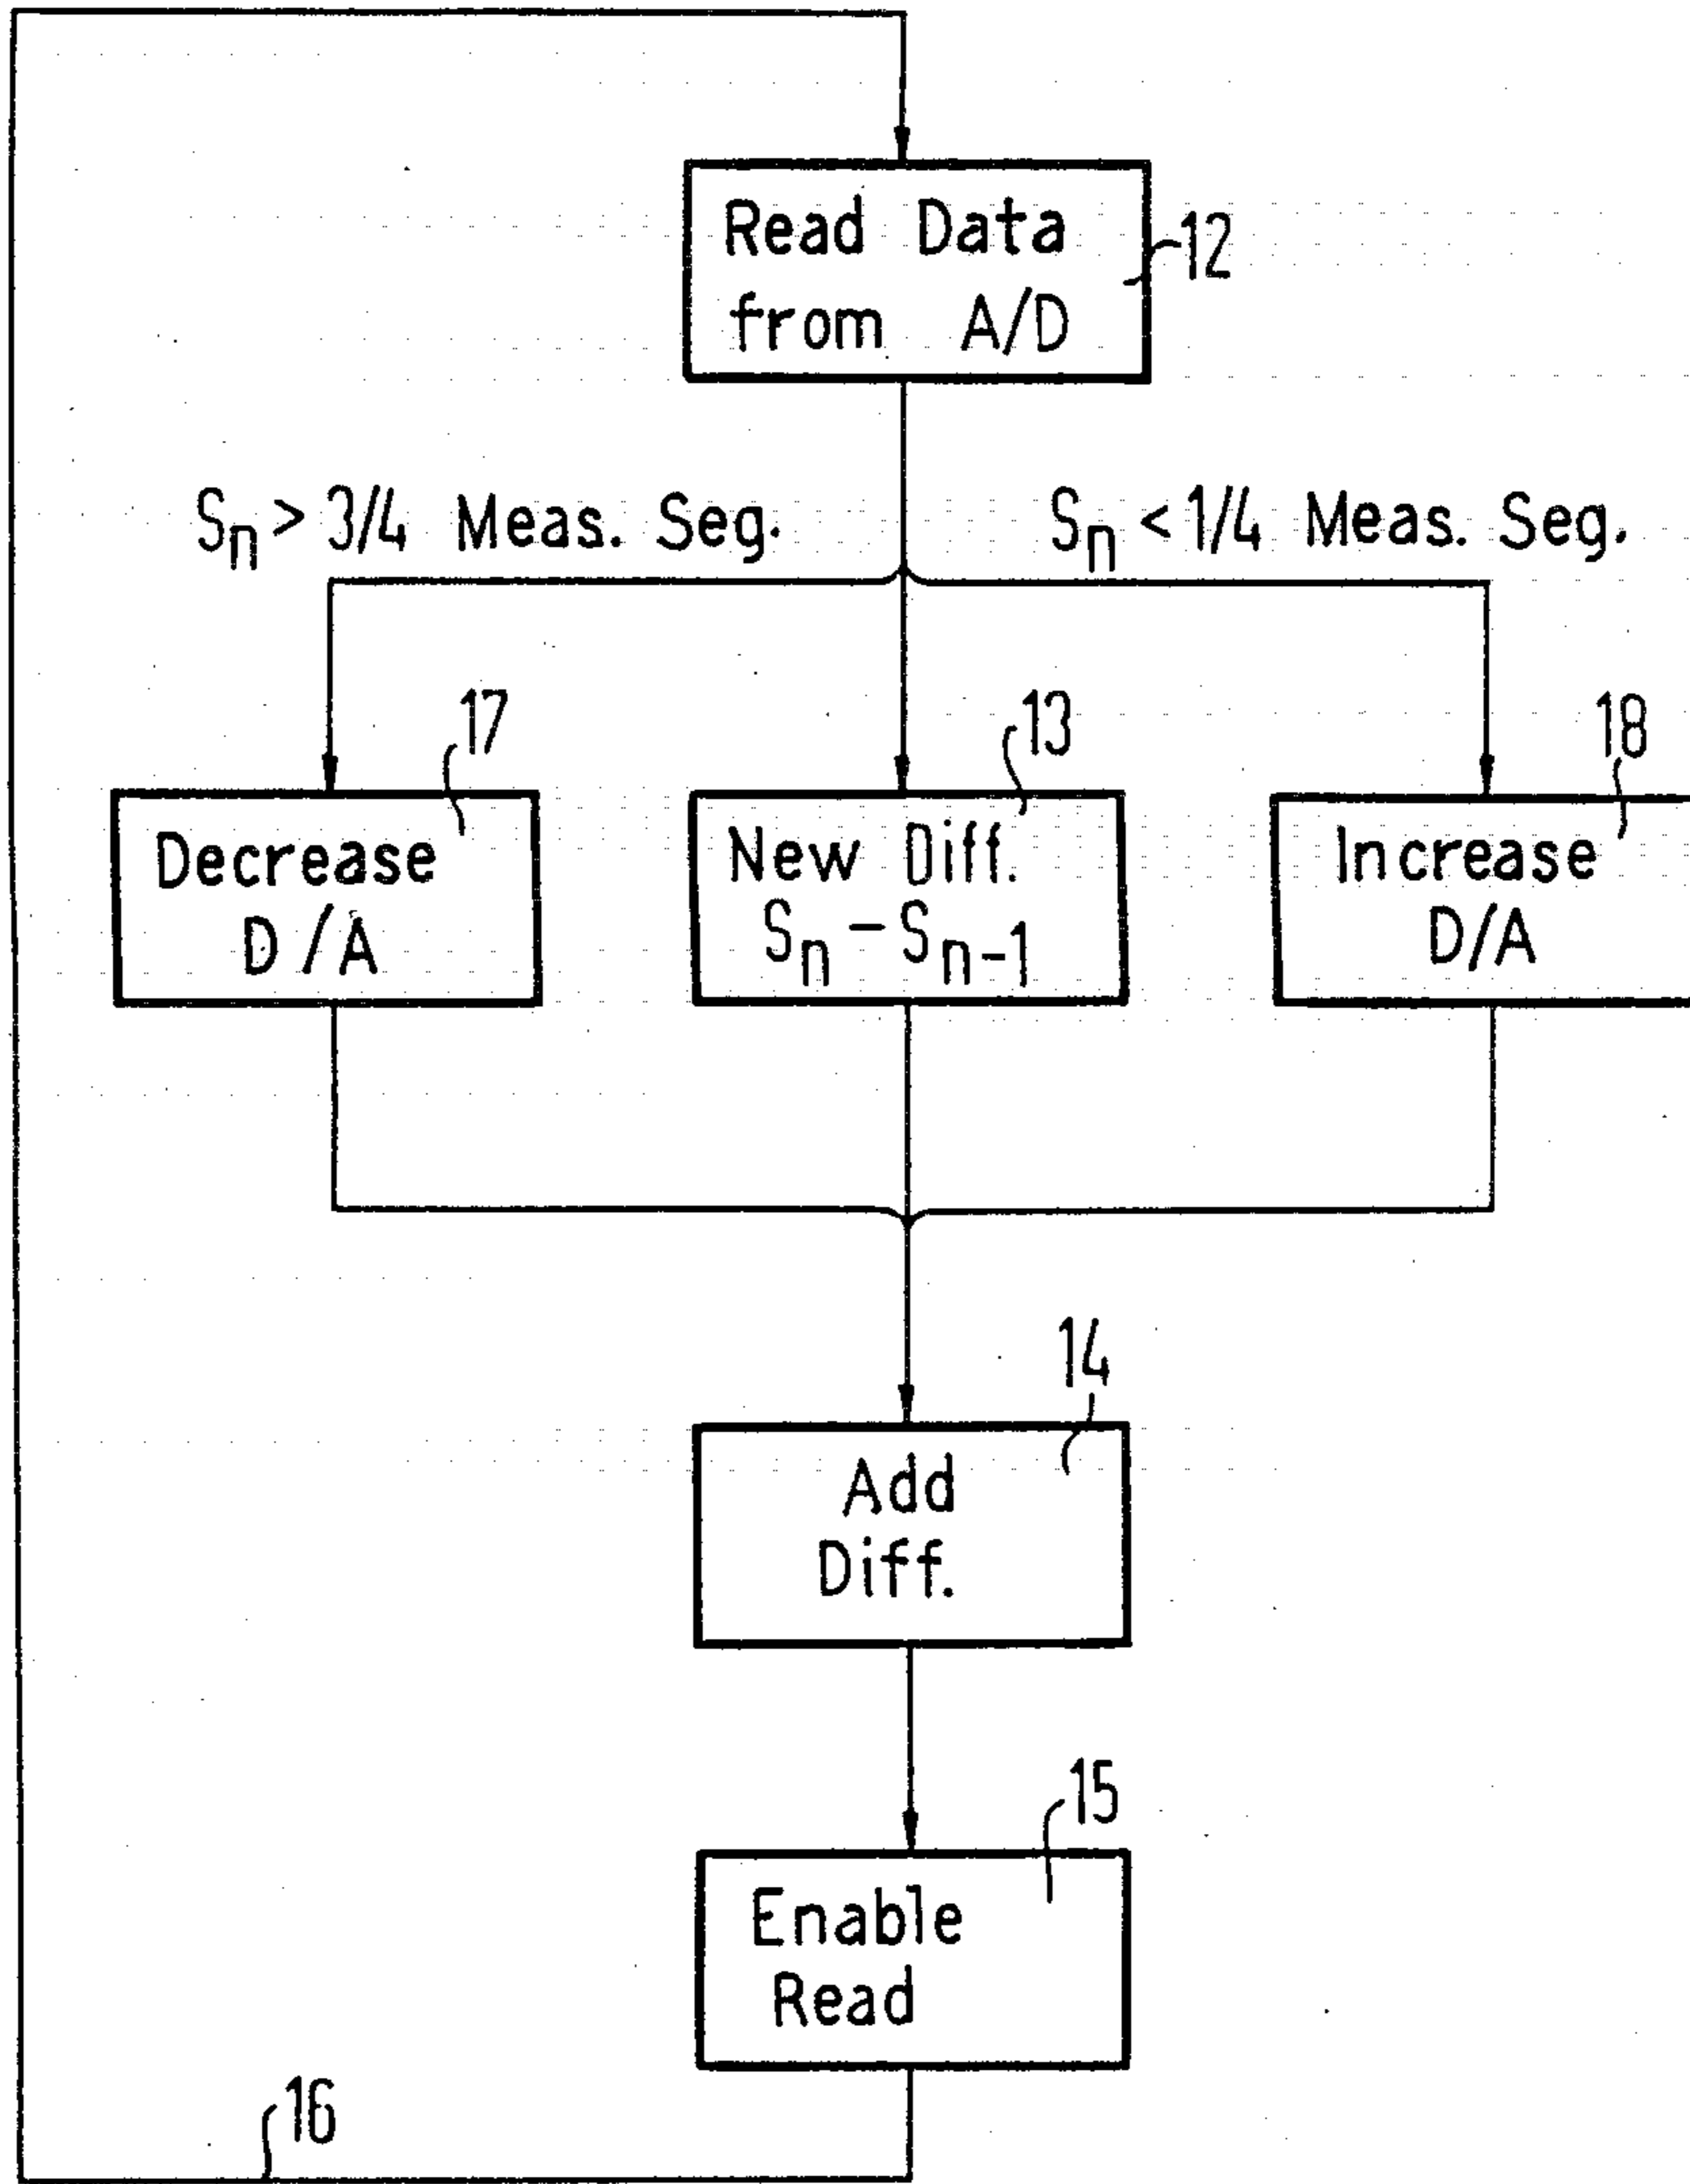 Read Data
from A/D
12
Sn > 3/4 Meas. Seg.
Sn < 1/4 Meas. Seg.
17
Decrease
D/A
13
New Diff.
Sn - Sn-1
18
Increase
D/A
14
Add
Diff.
15
Enable
Read
16